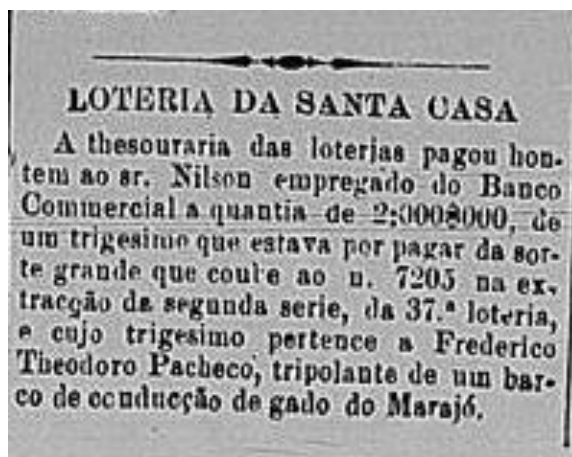 LOTERIA DA SANTA CASA
A thesouraria das loterias pagou hon-
tem ao sr. Nilson empregado do Banco
Commercial a quantia de 2:000$000, de
um trigesimo que estava por pagar da sor-
te grande que coube ao n. 7205 na ex-
tracção da segunda serie, da 37.ª loteria,
e cujo trigesimo pertence a Frederico
Theodoro Pacheco, tripolante de um bar-
co de conducção de gado do Marajó.